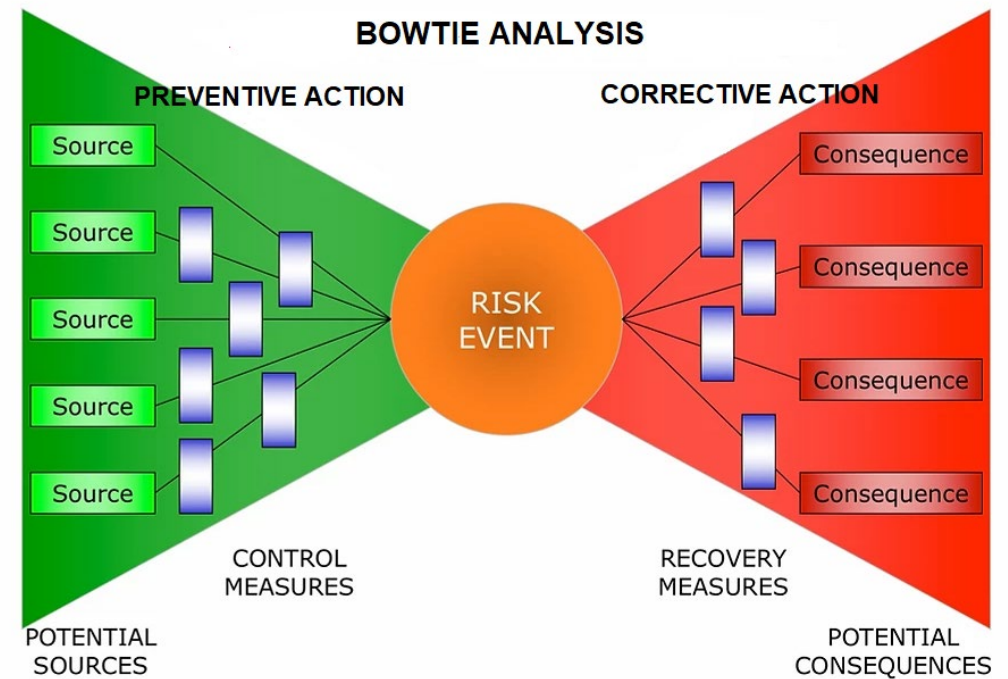 BOWTIE ANALYSIS
PREVENTIVE ACTION
CORRECTIVE ACTION
Source
Source
Source
Source
Source
RISK
EVENT
Consequence
Consequence
Consequence
Consequence
CONTROL
MEASURES
RECOVERY
MEASURES
POTENTIAL
SOURCES
POTENTIAL
CONSEQUENCES